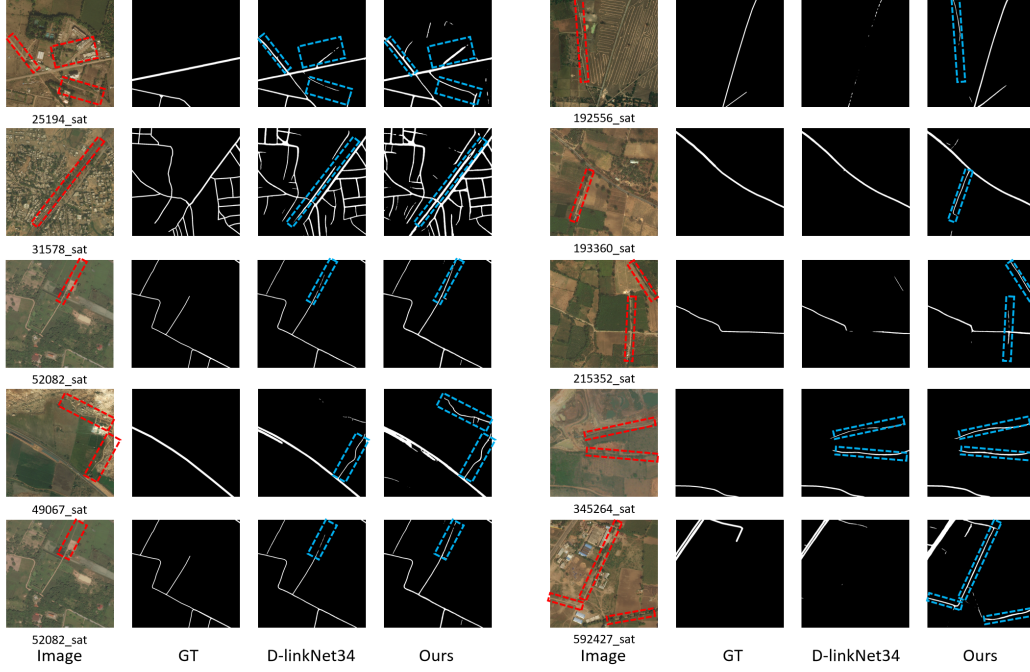 25194_sat
192556_sat
31578_sat
193360_sat
52082_sat
215352_sat
49067_sat
345264_sat
52082_sat
592427_sat
Image GT D-linkNet34 Ours Image GT D-linkNet34 Ours